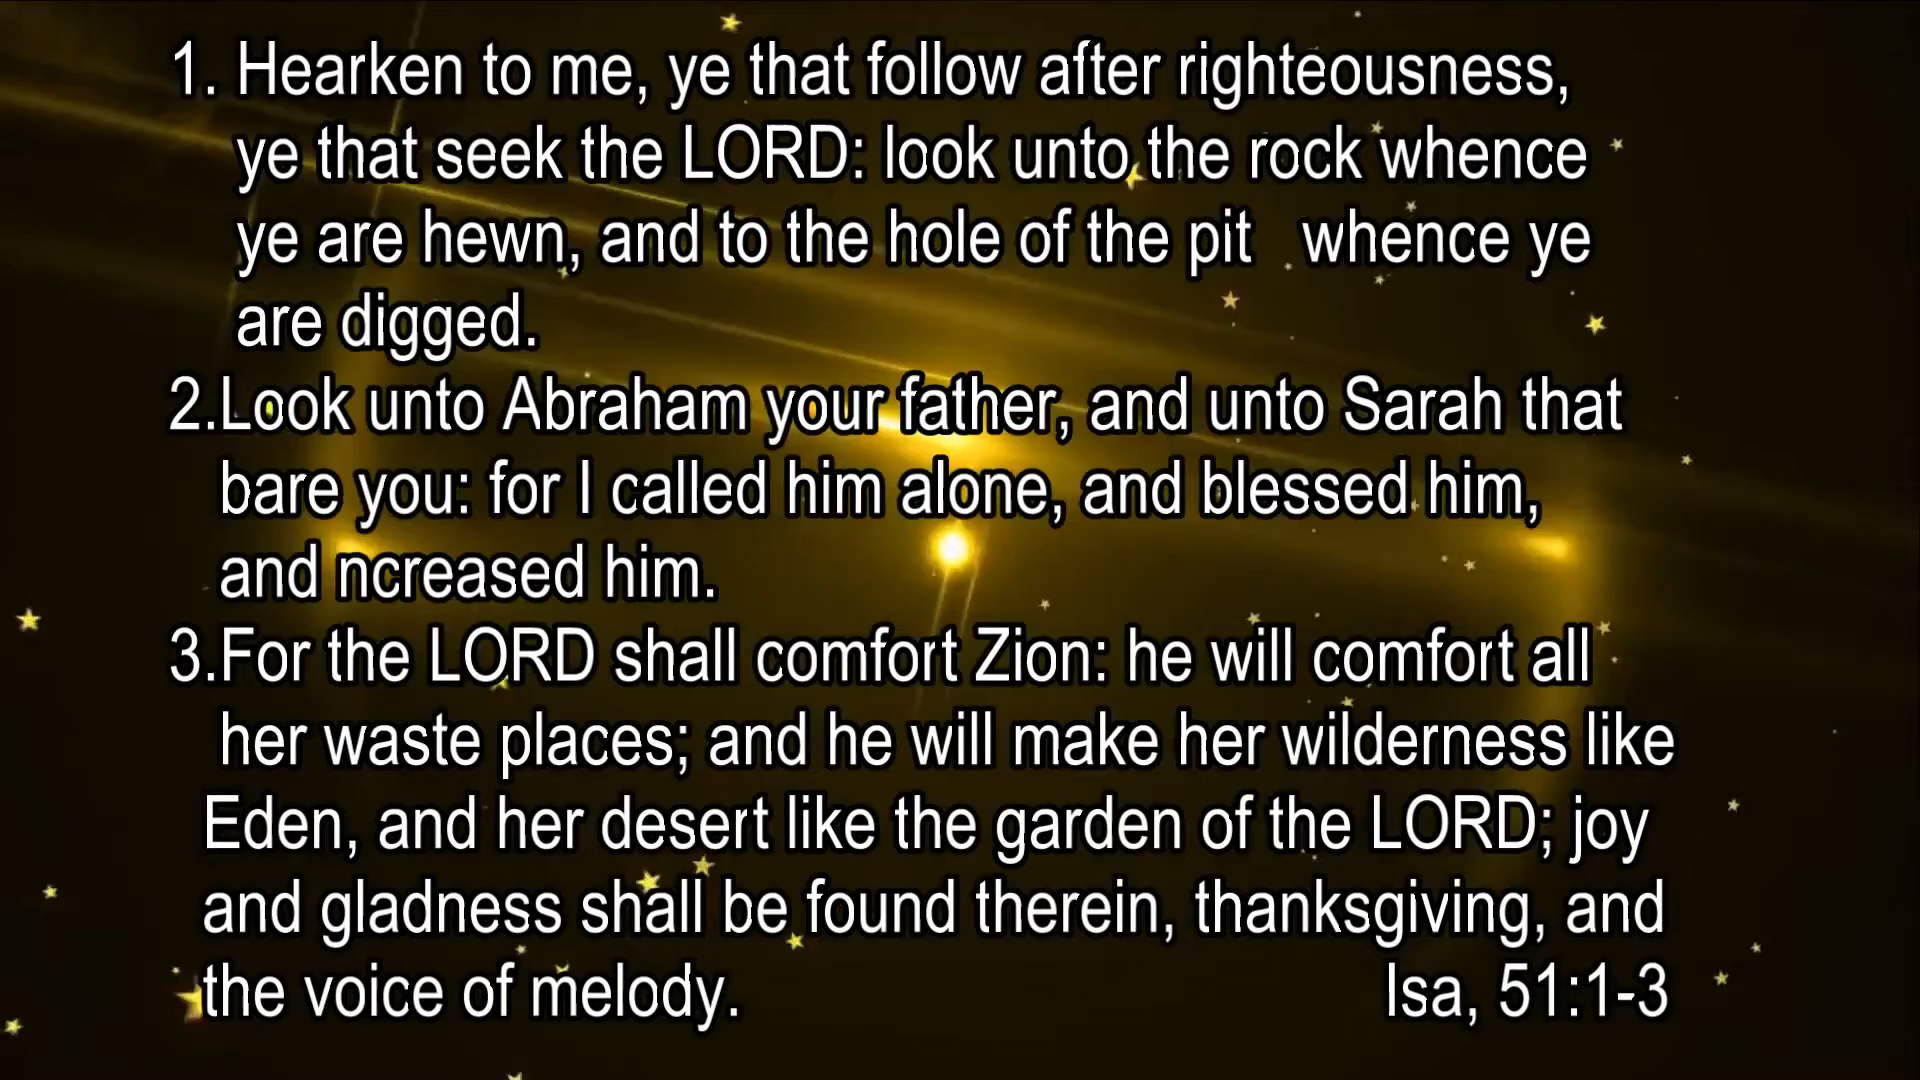 1. Hearken to me, ye that follow after righteousness,
ye that seek the LORD: look unto the rock whence
ye are hewn, and to the hole of the pit whence ye
are digged.
2.Look unto Abraham your father, and unto Sarah that
bare you: for I called him alone, and blessed him,
and ncreased him.
3.For the LORD shall comfort Zion: he will comfort all
her waste places; and he will make her wilderness like
Eden, and her desert like the garden of the LORD; joy
and gladness shall be found therein, thanksgiving, and
the voice of melody. Isa, 51:1-3